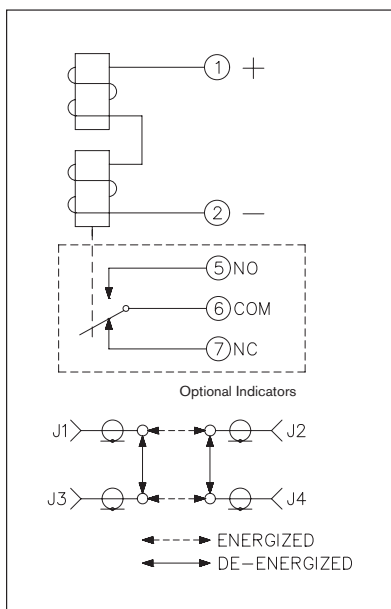 1 +
2 —
5 NO
6 COM
7 NC
Optional Indicators
J1 J2
J3 J4
ENERGIZED
DE-ENERGIZED